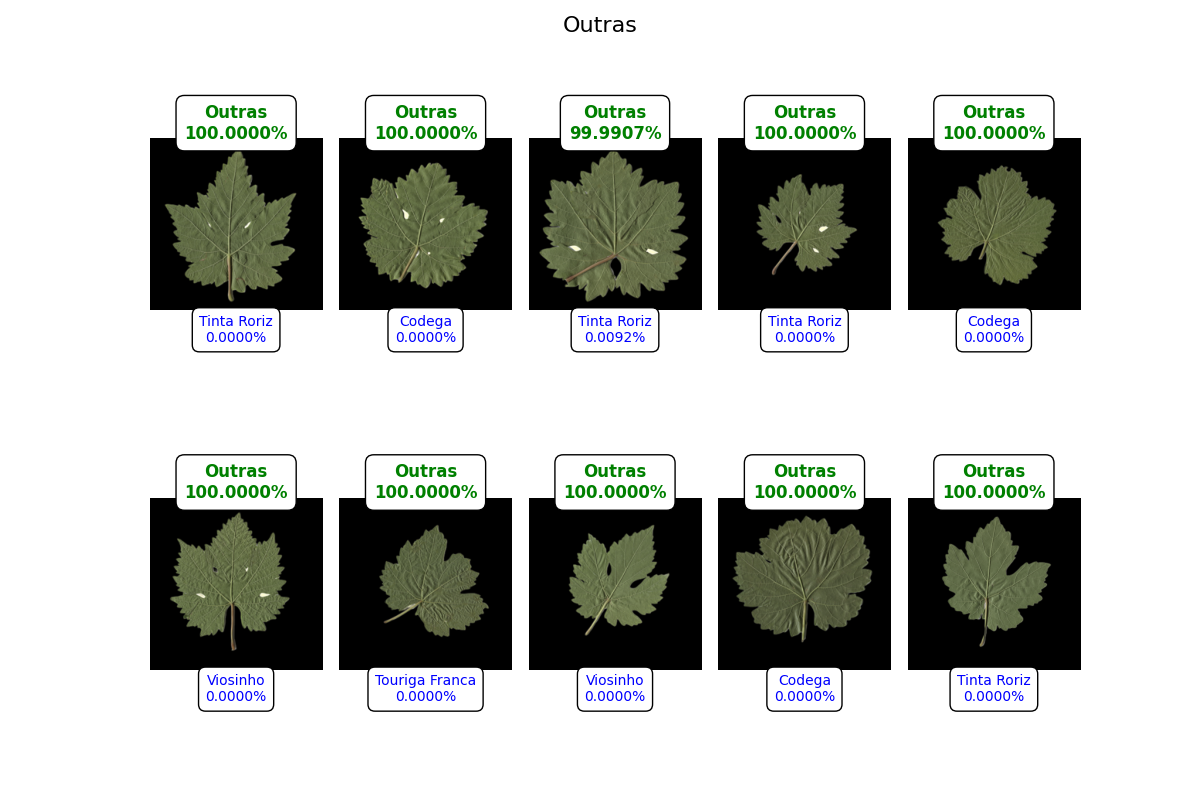 Outras
Outras
100.0000%
Outras
100.0000%
Outras
99.9907%
Outras
100.0000%
Outras
100.0000%
Tinta Roriz
0.0000%
Codega
0.0000%
Tinta Roriz
0.0092%
Tinta Roriz
0.0000%
Codega
0.0000%
Outras
100.0000%
Outras
100.0000%
Outras
100.0000%
Outras
100.0000%
Outras
100.0000%
Viosinho
0.0000%
Touriga Franca
0.0000%
Viosinho
0.0000%
Codega
0.0000%
Tinta Roriz
0.0000%